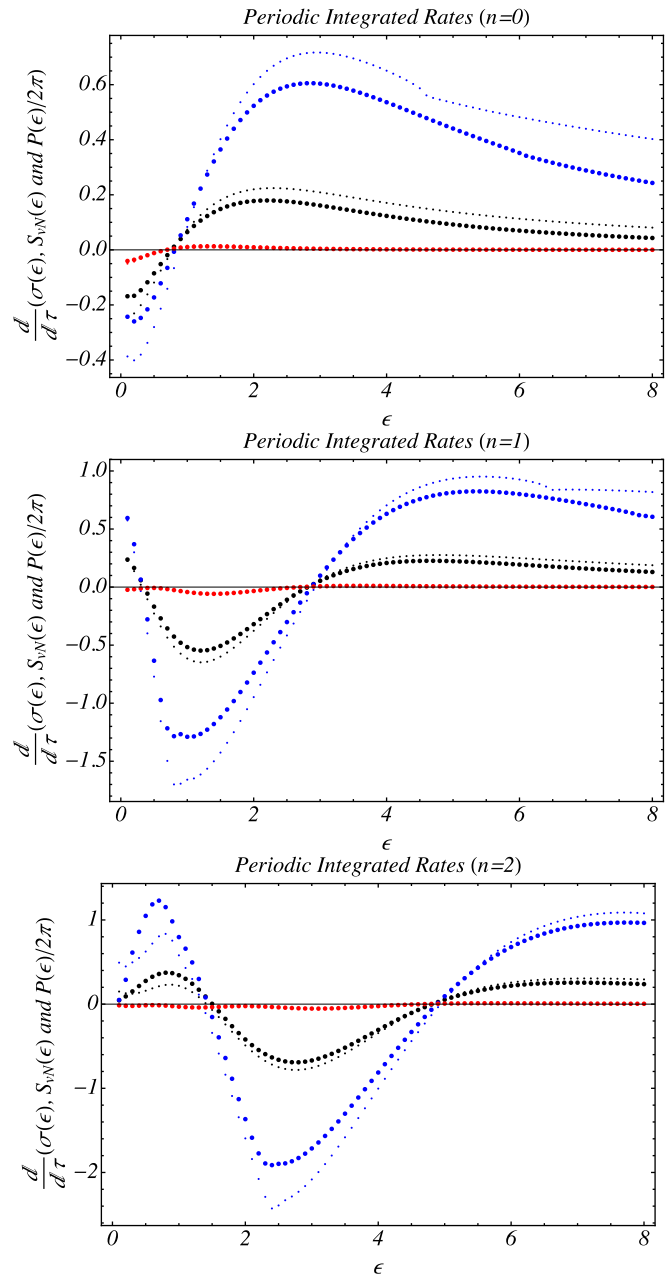 Periodic Integrated Rates (n=0)
d/dτ (σ(ϵ), S_vN(ϵ) and P(ϵ)/2π)
0.6
0.4
0.2
0.0
−0.2
−0.4
0 2 4 6 8
ϵ
Periodic Integrated Rates (n=1)
d/dτ (σ(ϵ), S_vN(ϵ) and P(ϵ)/2π)
1.0
0.5
0.0
−0.5
−1.0
−1.5
0 2 4 6 8
ϵ
Periodic Integrated Rates (n=2)
d/dτ (σ(ϵ), S_vN(ϵ) and P(ϵ)/2π)
1
0
−1
−2
0 2 4 6 8
ϵ